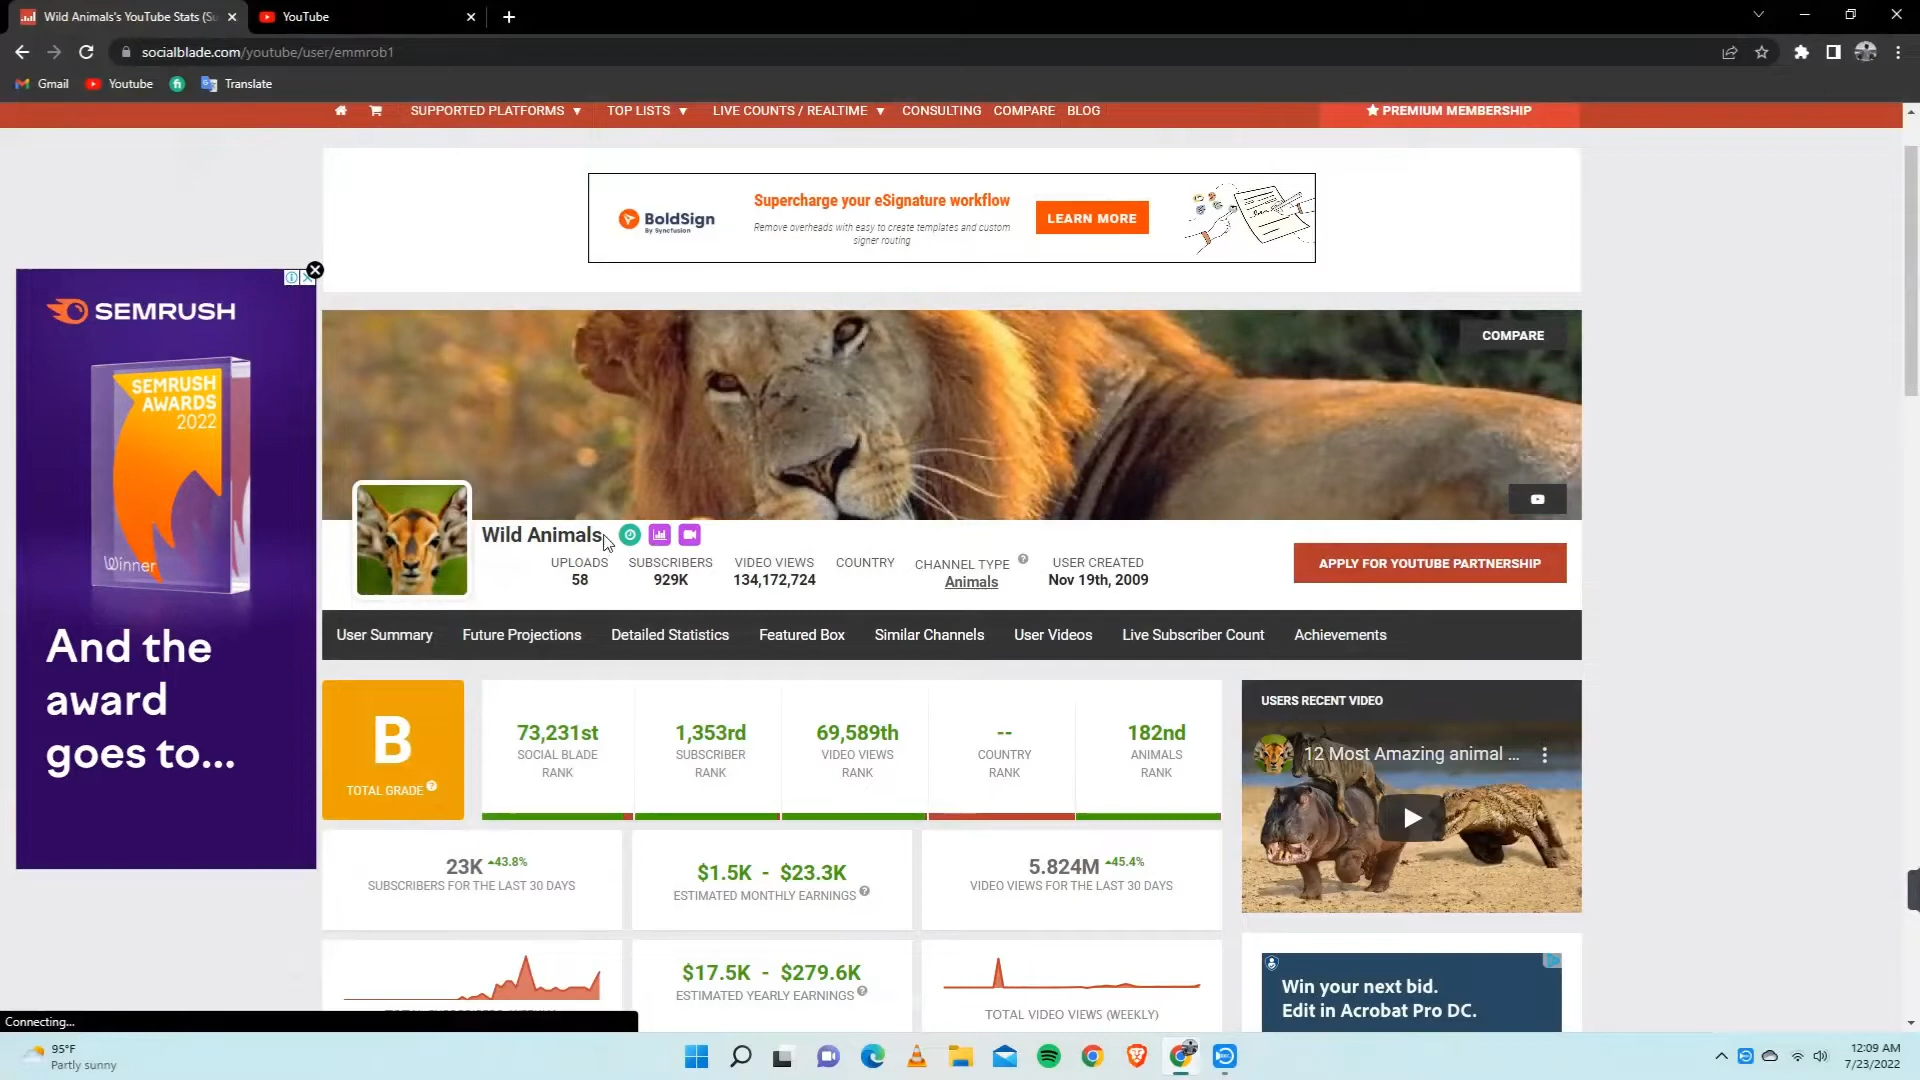 Wild Animals's YouTube Stats (Su
YouTube
socialblade.com/youtube/user/emmrob1
Gmail
Youtube
Translate
SUPPORTED PLATFORMS
TOP LISTS
LIVE COUNTS / REALTIME
CONSULTING
COMPARE
BLOG
PREMIUM MEMBERSHIP
BoldSign
By Syncfusion
Supercharge your eSignature workflow
Remove overheads with easy to create templates and custom
signer routing
LEARN MORE
SEMRUSH
SEMRUSH
AWARDS
2022
Winner
And the
award
goes to...
COMPARE
Wild Animals
UPLOADS
58
SUBSCRIBERS
929K
VIDEO VIEWS
134,172,724
COUNTRY
CHANNEL TYPE
Animals
USER CREATED
Nov 19th, 2009
APPLY FOR YOUTUBE PARTNERSHIP
User Summary
Future Projections
Detailed Statistics
Featured Box
Similar Channels
User Videos
Live Subscriber Count
Achievements
B
TOTAL GRADE
73,231st
SOCIAL BLADE
RANK
1,353rd
SUBSCRIBER
RANK
69,589th
VIDEO VIEWS
RANK
--
COUNTRY
RANK
182nd
ANIMALS
RANK
USERS RECENT VIDEO
12 Most Amazing animal ...
23K 43.8%
SUBSCRIBERS FOR THE LAST 30 DAYS
$1.5K - $23.3K
ESTIMATED MONTHLY EARNINGS
5.824M 45.4%
VIDEO VIEWS FOR THE LAST 30 DAYS
$17.5K - $279.6K
ESTIMATED YEARLY EARNINGS
TOTAL VIDEO VIEWS (WEEKLY)
Win your next bid.
Edit in Acrobat Pro DC.
Connecting...
95°F
Partly sunny
12:09 AM
7/23/2022